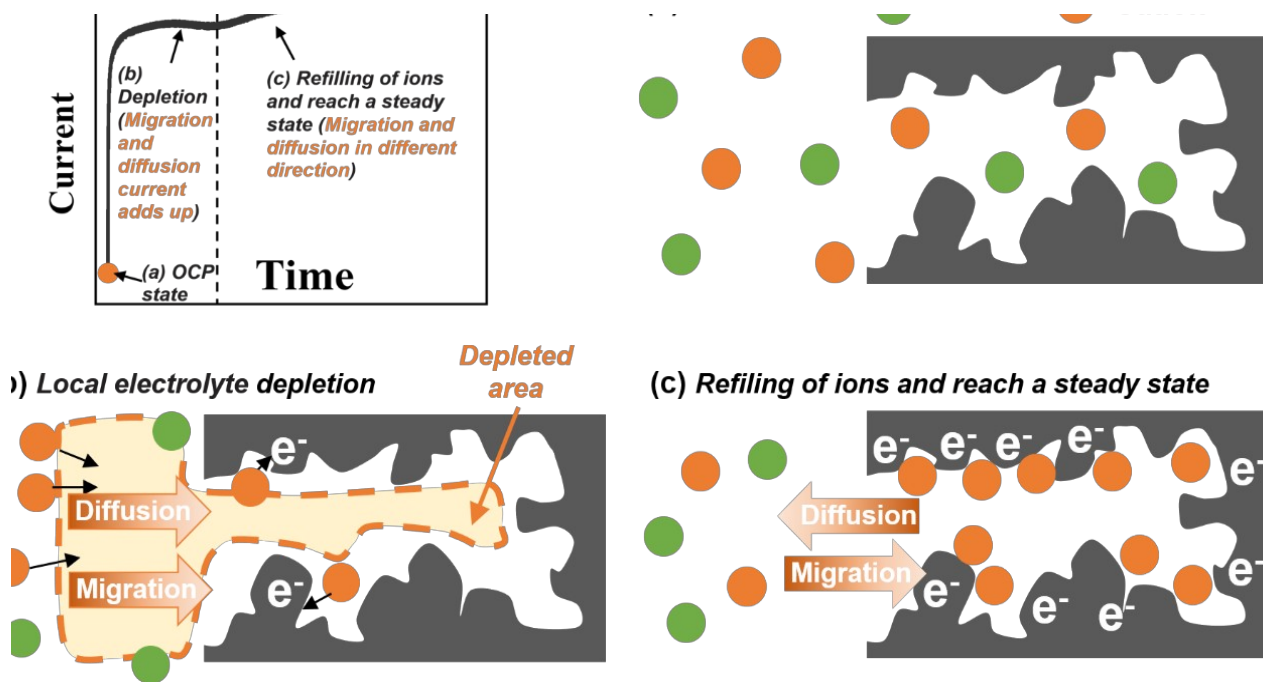 Current
(b)
Depletion
(Migration
and
diffusion
current
adds up)
(c) Refilling of ions
and reach a steady
state (Migration and
diffusion in different
direction)
(a) OCP
state
Time
) Local electrolyte depletion
Depleted
area
e-
Diffusion
Migration
e-
(c) Refiling of ions and reach a steady state
e- e- e- e-
e-
Diffusion
Migration
e- e- e- e-